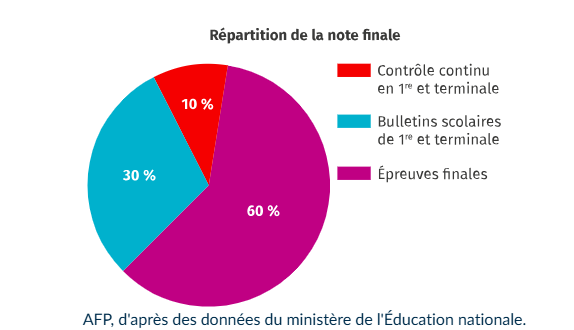 Répartition de la note finale
Contrôle continu
en 1re et terminale
Bulletins scolaires
de 1re et terminale
Épreuves finales
10 %
30 %
60 %
AFP, d'après des données du ministère de l'Éducation nationale.